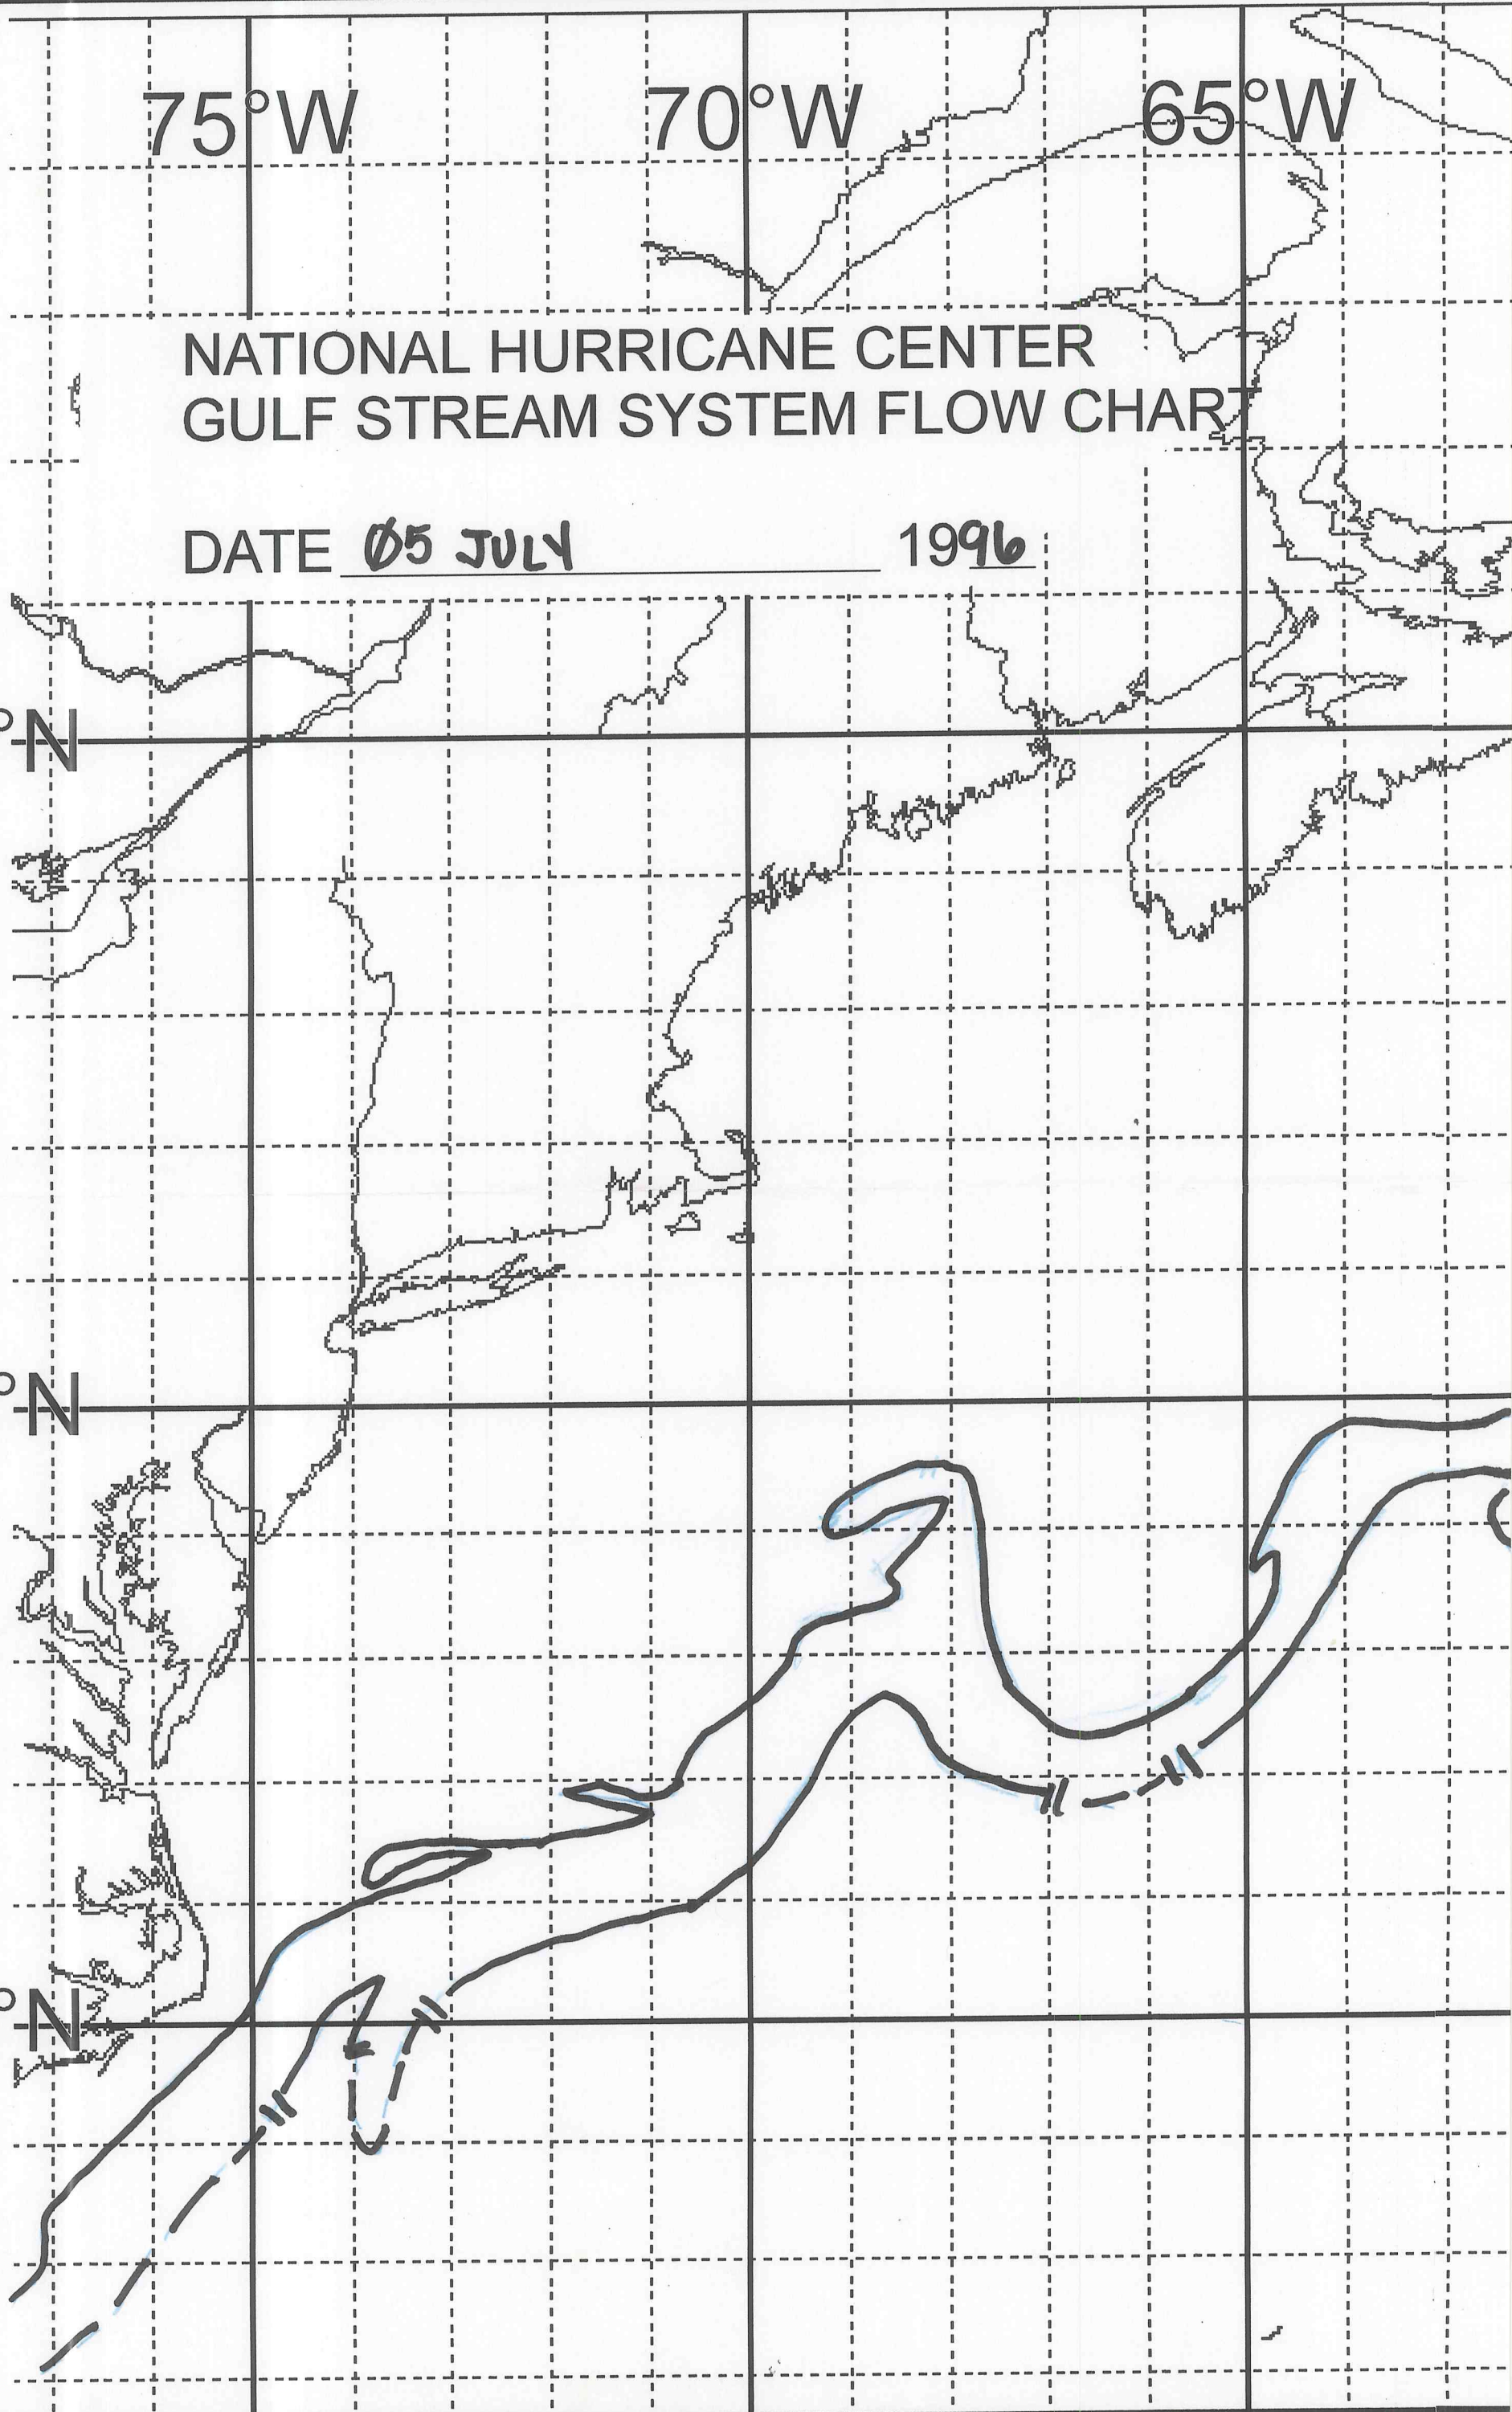 75°W 70°W 65°W
NATIONAL HURRICANE CENTER
GULF STREAM SYSTEM FLOW CHART
DATE Ø5 JULY 1996
°N
°N
°N